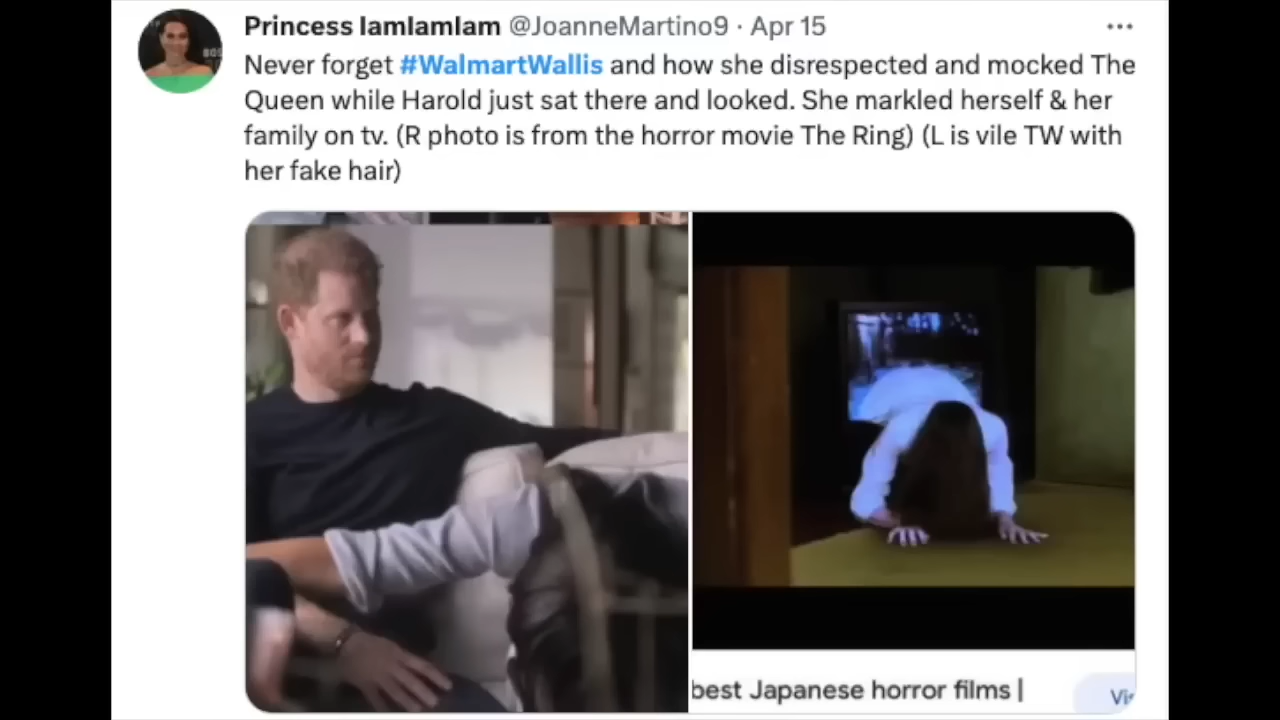 Princess IamIamIam @JoanneMartino9 · Apr 15 ...
Never forget #WalmartWallis and how she disrespected and mocked The
Queen while Harold just sat there and looked. She markled herself & her
family on tv. (R photo is from the horror movie The Ring) (L is vile TW with
her fake hair)
best Japanese horror films |